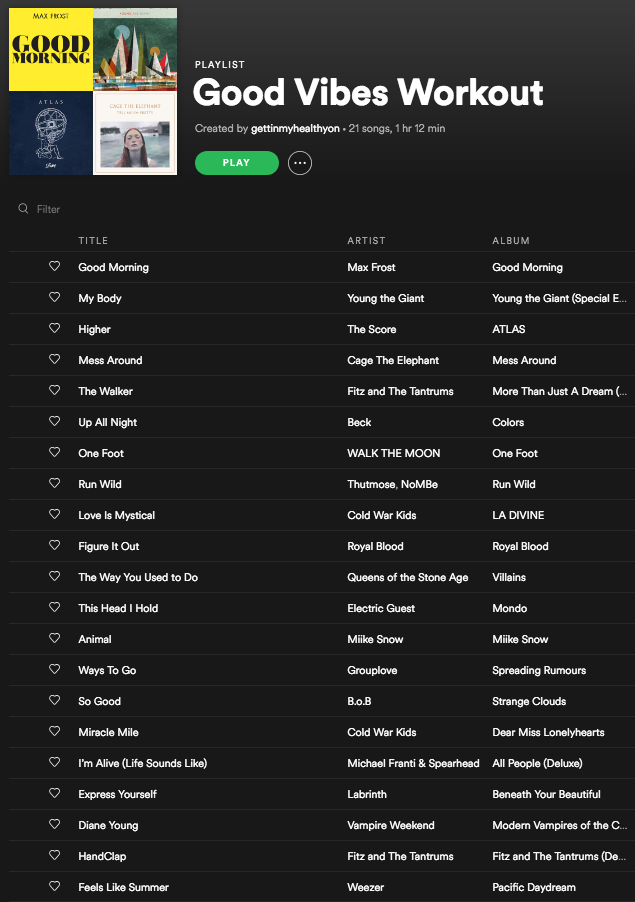 MAX FROST
GOOD
MORNING
ATLAS
CAGE THE ELEPHANT
PLAYLIST
Good Vibes Workout
Created by gettinmyhealthyon • 21 songs, 1 hr 12 min
PLAY
Filter
TITLE ARTIST ALBUM
Good Morning Max Frost Good Morning
My Body Young the Giant Young the Giant (Special E...
Higher The Score ATLAS
Mess Around Cage The Elephant Mess Around
The Walker Fitz and The Tantrums More Than Just A Dream (...
Up All Night Beck Colors
One Foot WALK THE MOON One Foot
Run Wild Thutmose, NoMBe Run Wild
Love Is Mystical Cold War Kids LA DIVINE
Figure It Out Royal Blood Royal Blood
The Way You Used to Do Queens of the Stone Age Villains
This Head I Hold Electric Guest Mondo
Animal Miike Snow Miike Snow
Ways To Go Grouplove Spreading Rumours
So Good B.o.B Strange Clouds
Miracle Mile Cold War Kids Dear Miss Lonelyhearts
I'm Alive (Life Sounds Like) Michael Franti & Spearhead All People (Deluxe)
Express Yourself Labrinth Beneath Your Beautiful
Diane Young Vampire Weekend Modern Vampires of the C...
HandClap Fitz and The Tantrums Fitz and The Tantrums (De...
Feels Like Summer Weezer Pacific Daydream